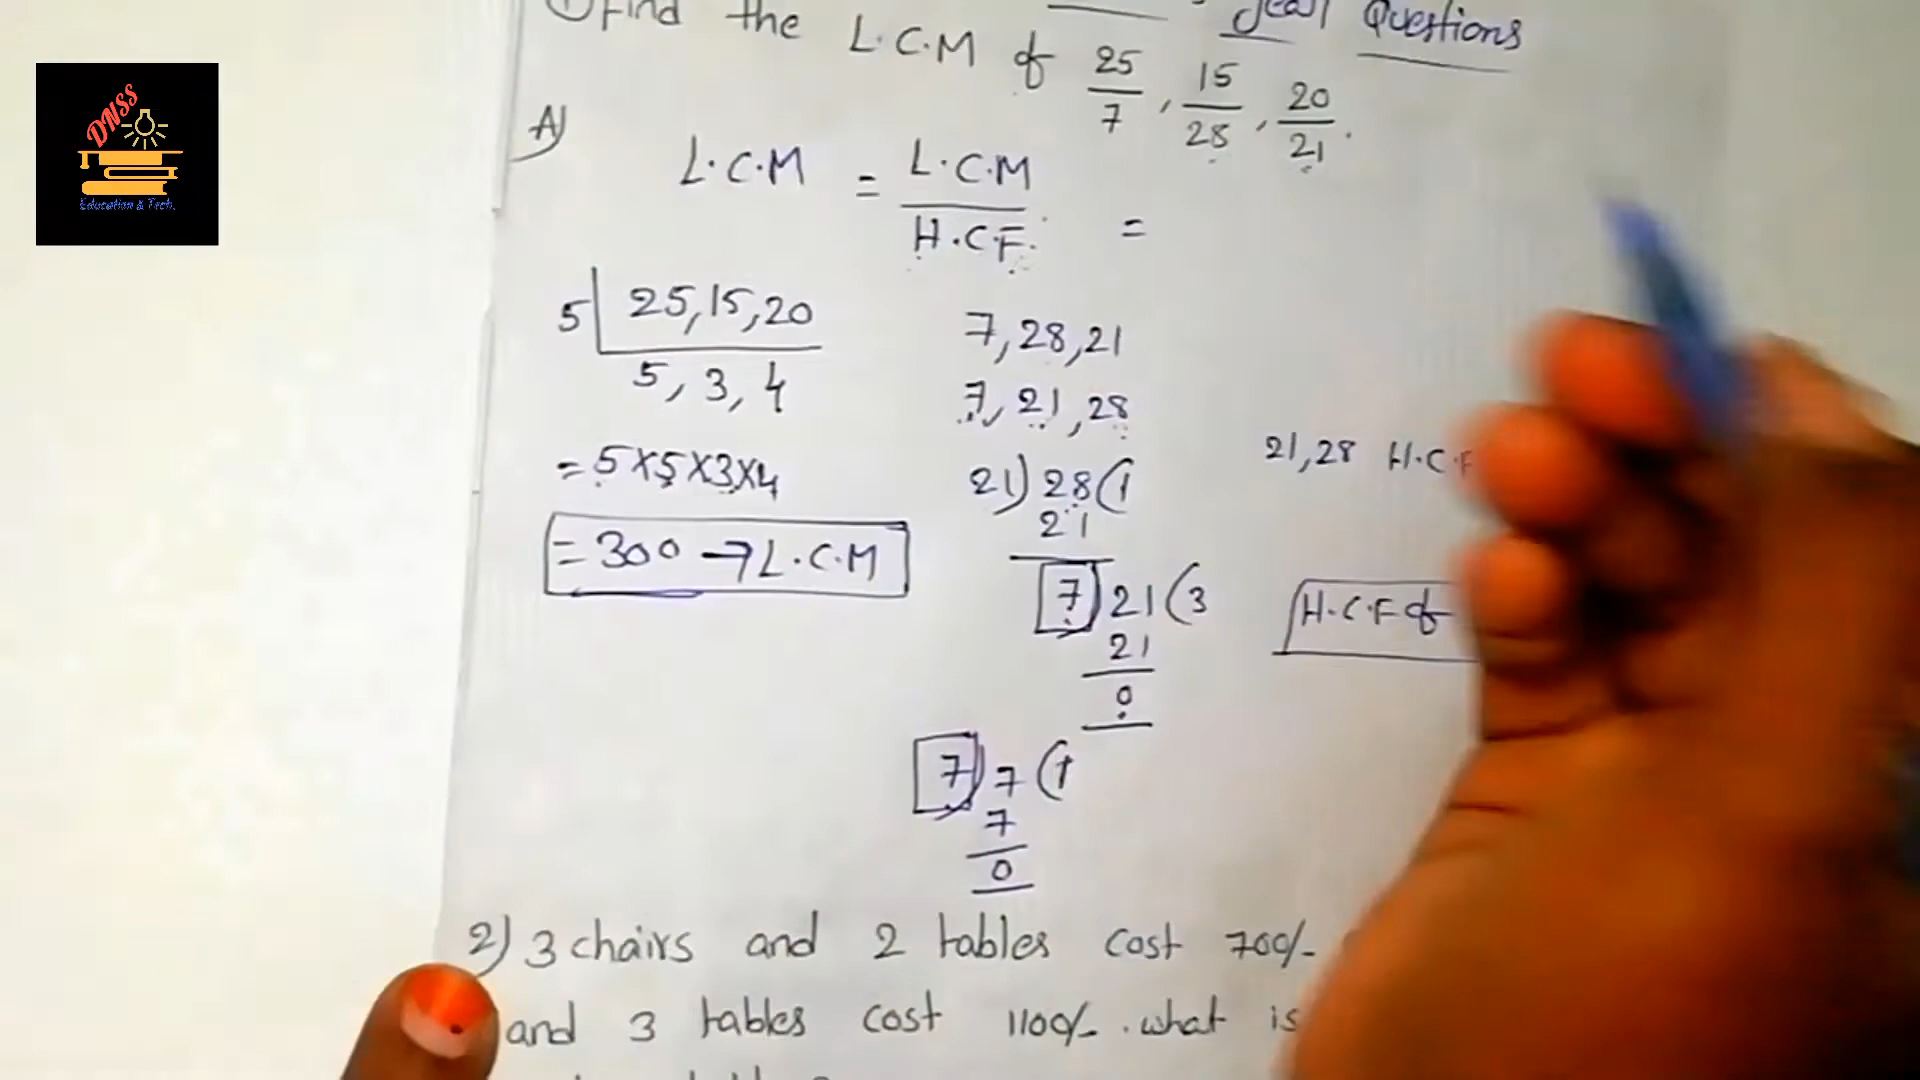 1) Find the L.C.M of 25/7, 15/28, 20/21.
year Questions
DNSS
Education & Tech.
A)
L.C.M = L.C.M/H.C.F. =
5 | 25, 15, 20
5, 3, 4
= 5×5×3×4
= 300 → L.C.M
7, 28, 21
7, 21, 28
21) 28 (1
21
7) 21 (3
21
0
7) 7 (1
7
0
21, 28 H.C.F
H.C.F of
2) 3 chairs and 2 tables cost 700/-
and 3 tables cost 1100/-. what is